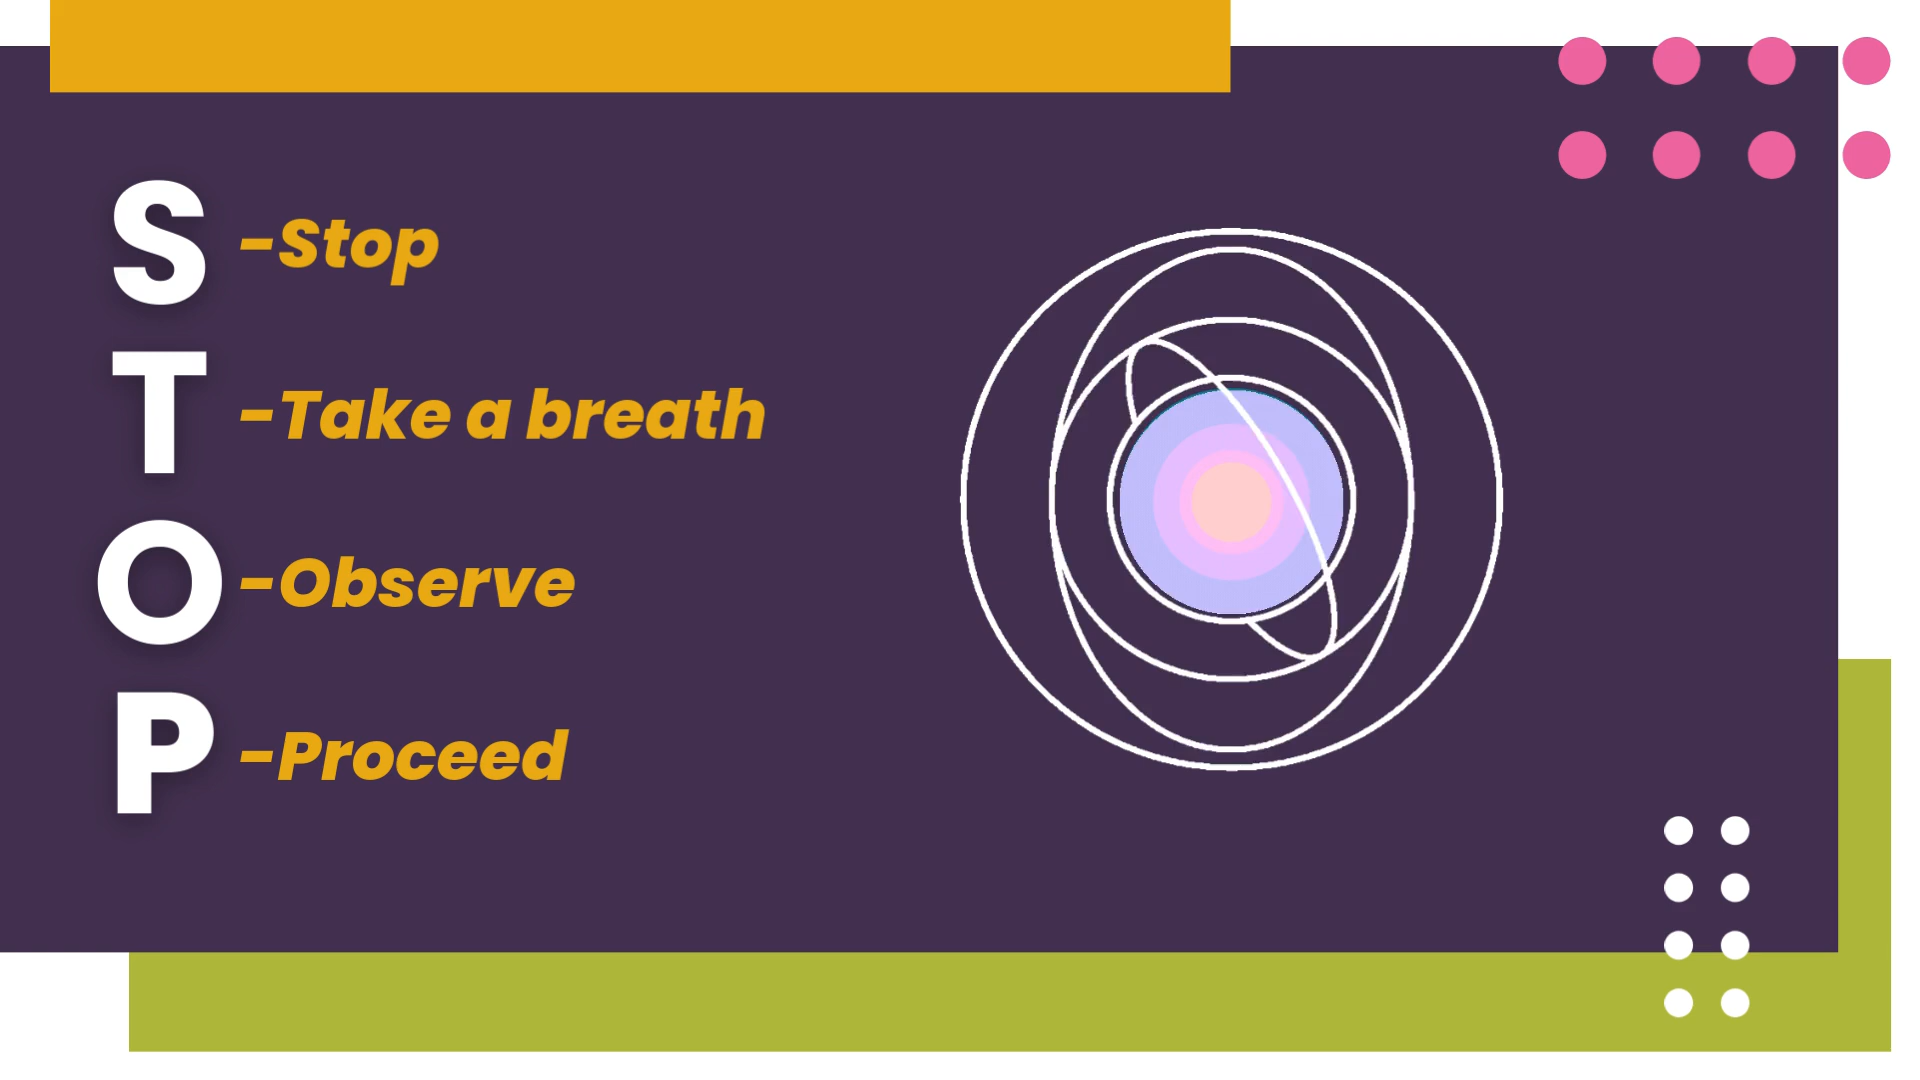 S -Stop
T -Take a breath
O -Observe
P -Proceed